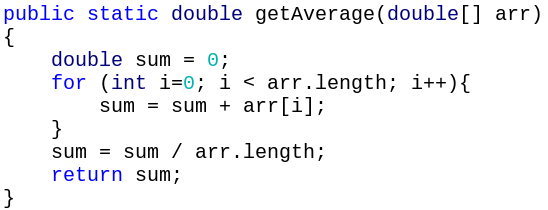 public static double getAverage(double[] arr)
{
    double sum = 0;
    for (int i=0; i < arr.length; i++){
        sum = sum + arr[i];
    }
    sum = sum / arr.length;
    return sum;
}